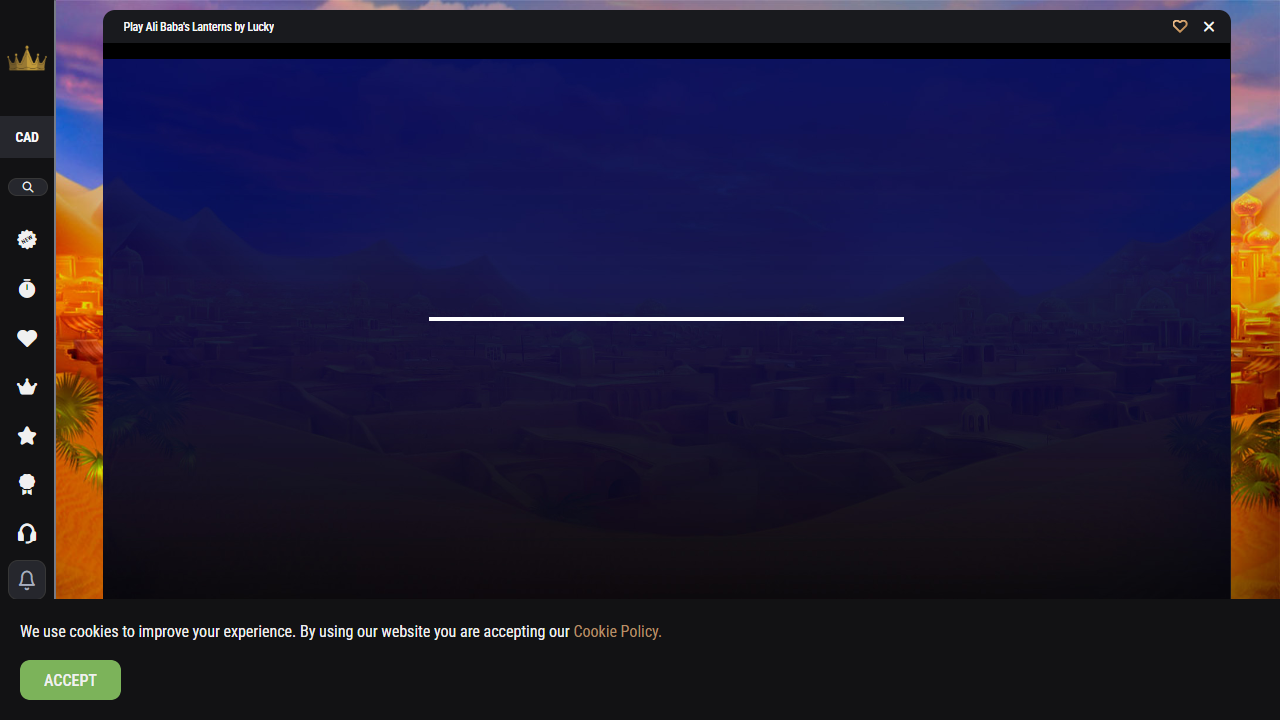 Play Ali Baba's Lanterns by Lucky
CAD
NEW
We use cookies to improve your experience. By using our website you are accepting our Cookie Policy.
ACCEPT